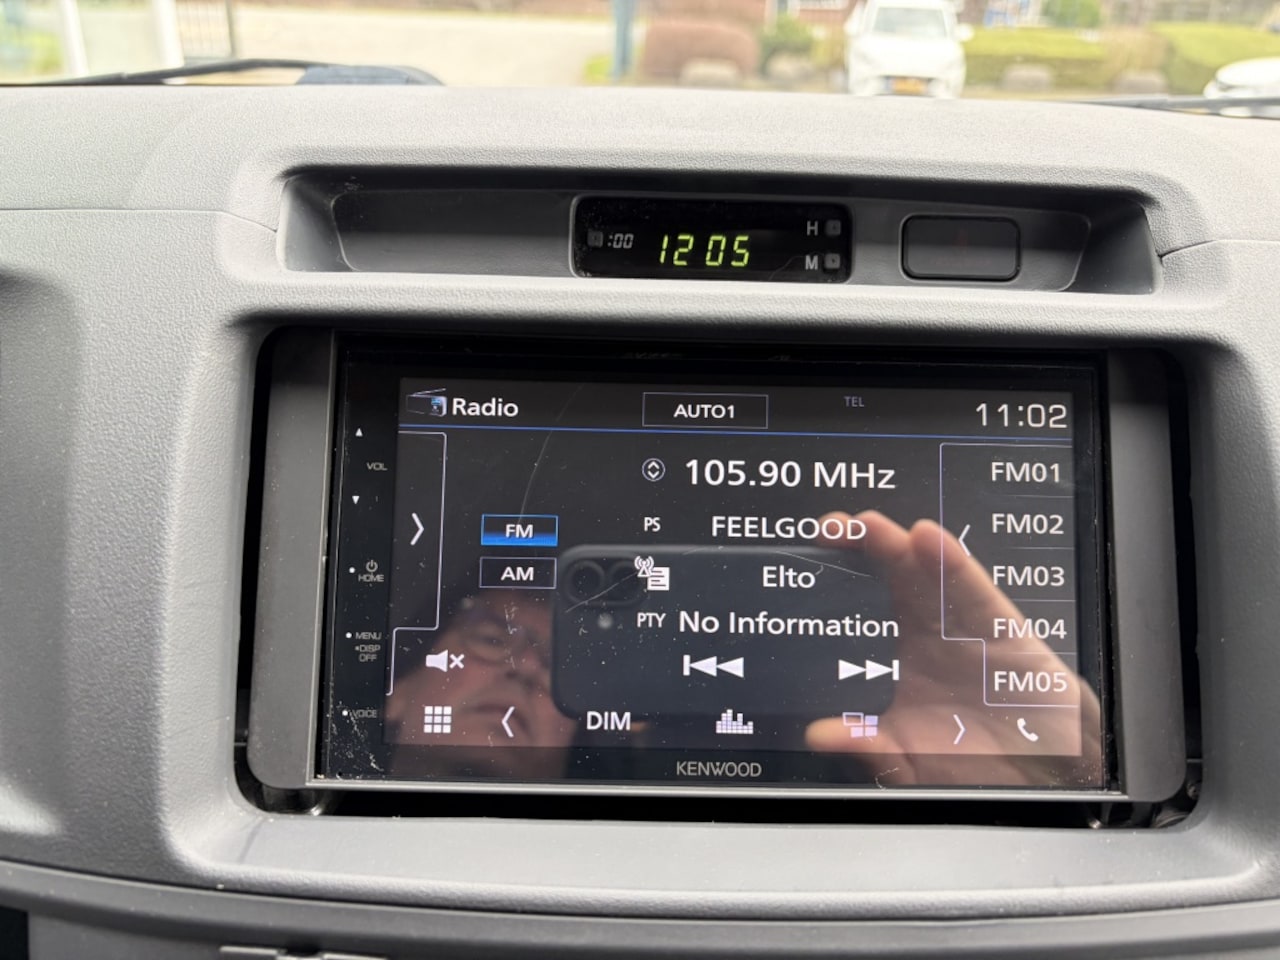 :00 12 05 H
M
Radio AUTO1 TEL 11:02
VOL
105.90 MHz
PS FEELGOOD
FM
Elto
AM
PTY No Information
FM01
FM02
FM03
FM04
FM05
HOME
MENU
DISP
OFF
VOICE
DIM
KENWOOD